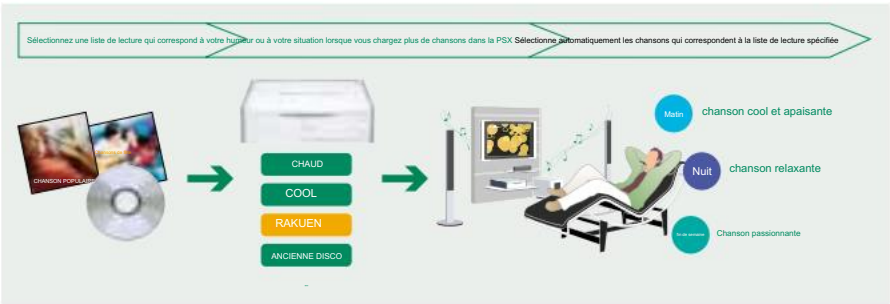 Sélectionnez une liste de lecture qui correspond à votre humeur ou à votre situation lorsque vous chargez plus de chansons dans la PSX Sélectionne automatiquement les chansons qui correspondent à la liste de lecture spécifiée
CHANSON POPULAIRE
CHAUD
COOL
RAKUEN
ANCIENNE DISCO
Matin
chanson cool et apaisante
Nuit
chanson relaxante
Chanson passionnante